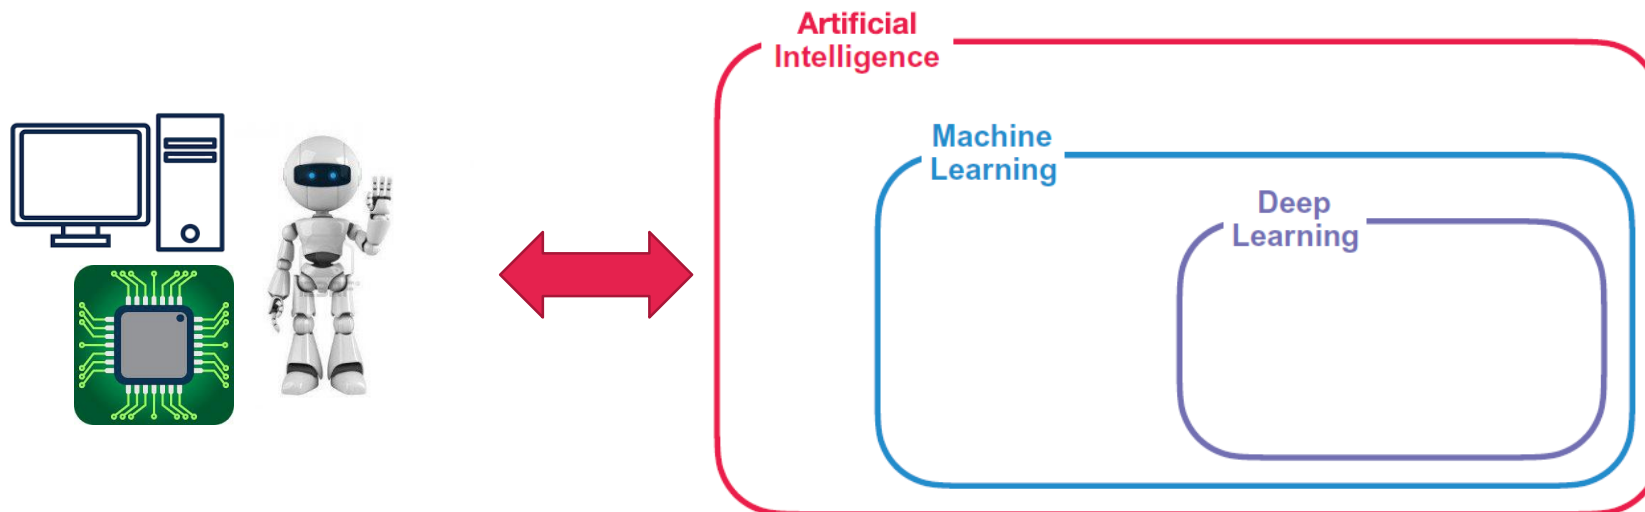 Artificial
Intelligence
Machine
Learning
Deep
Learning